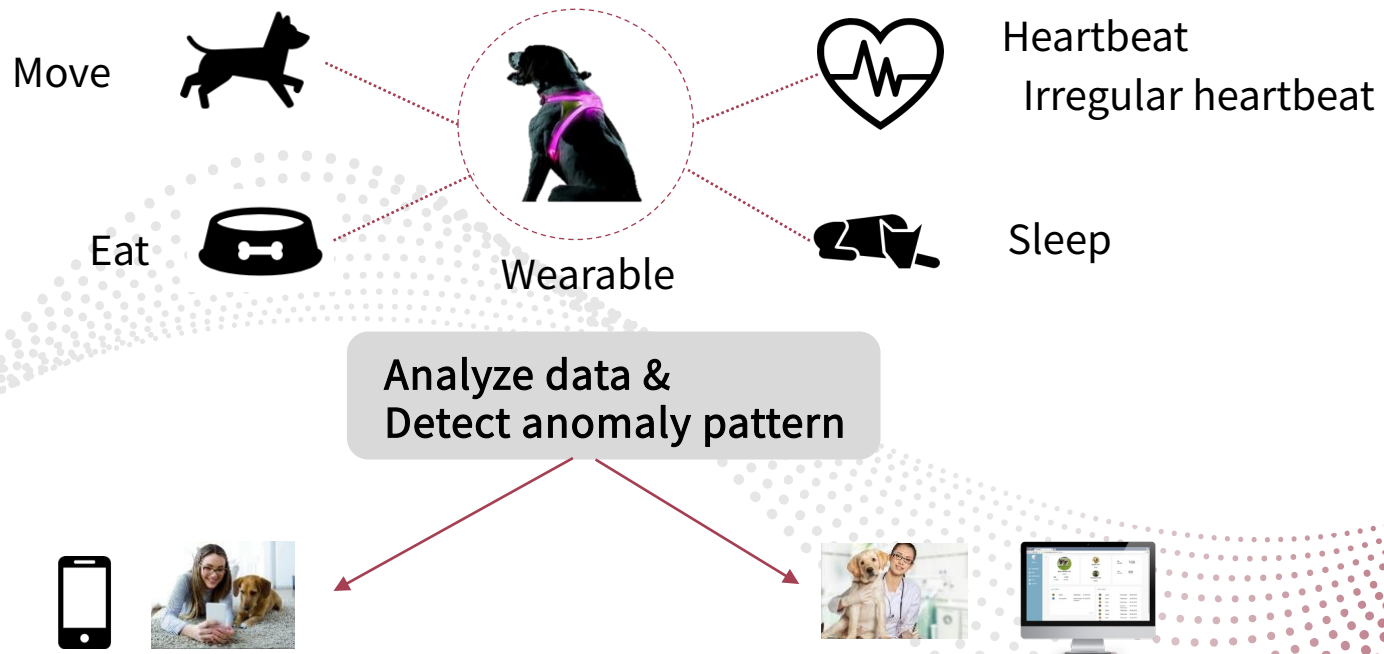 Move
Heartbeat
Irregular heartbeat
Eat
Sleep
Wearable
Analyze data &
Detect anomaly pattern